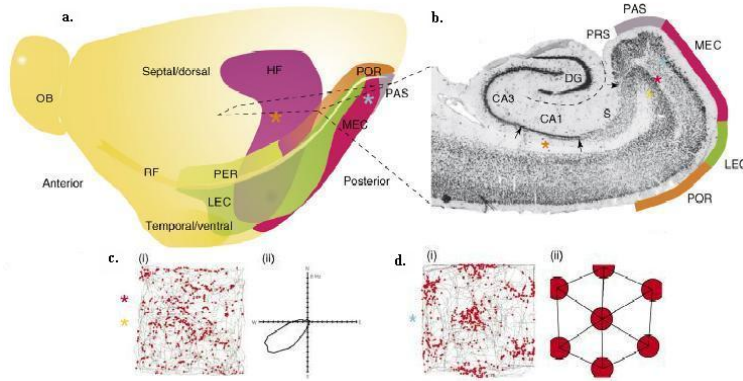 a.
Septal/dorsal
HF
POR
PAS
OB
MEC
RF
PER
Anterior
LEC
Posterior
Temporal/ventral
b.
PAS
PRS
MEC
DG
CA3
CA1
S
LEC
POR
c.
(i)
(ii)
N
W
E
S
d.
(i)
(ii)